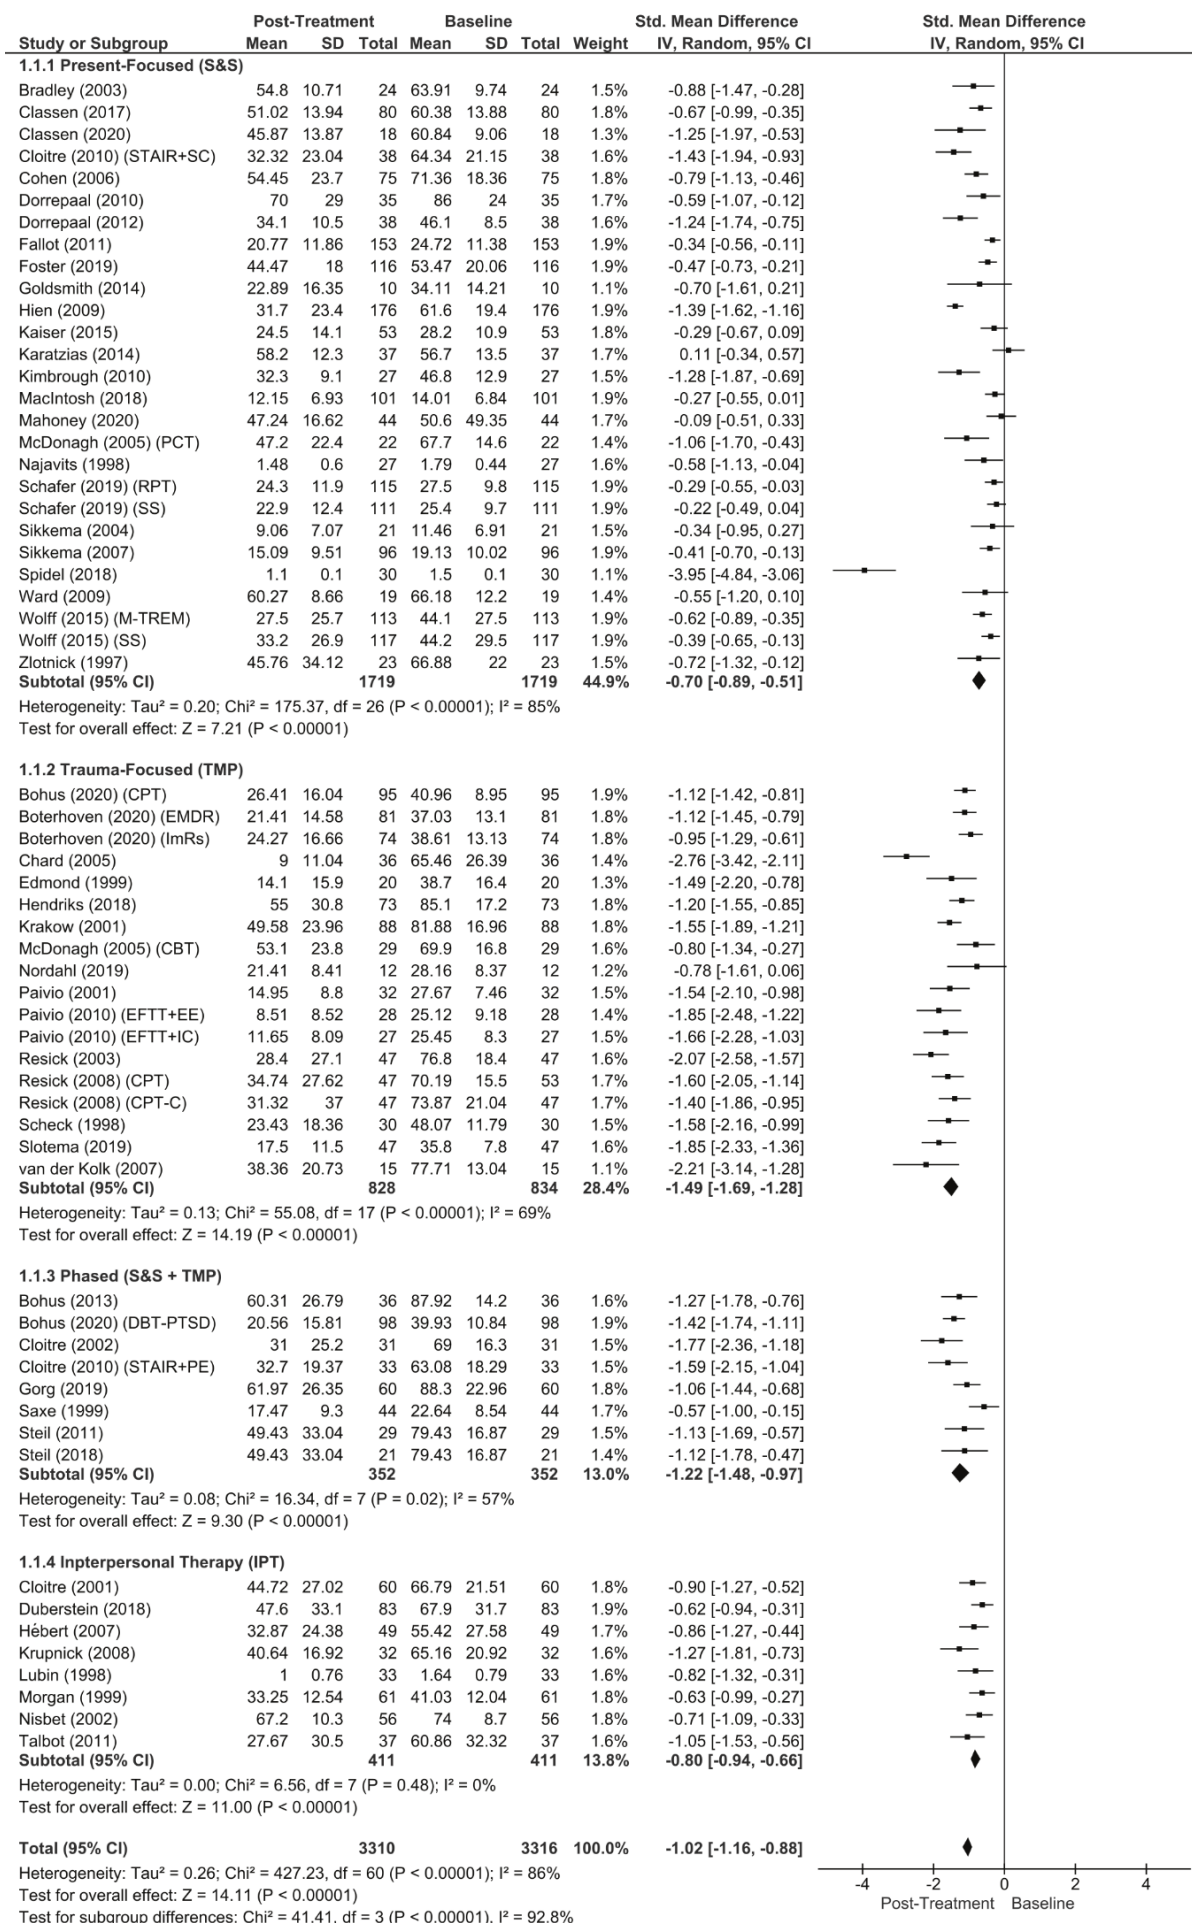 Post-Treatment Baseline Std. Mean Difference Std. Mean Difference
Study or Subgroup Mean SD Total Mean SD Total Weight IV, Random, 95% CI IV, Random, 95% CI
1.1.1 Present-Focused (S&S)
Bradley (2003) 54.8 10.71 24 63.91 9.74 24 1.5% -0.88 [-1.47, -0.28]
Classen (2017) 51.02 13.94 80 60.38 13.88 80 1.8% -0.67 [-0.99, -0.35]
Classen (2020) 45.87 13.87 18 60.84 9.06 18 1.3% -1.25 [-1.97, -0.53]
Cloitre (2010) (STAIR+SC) 32.32 23.04 38 64.34 21.15 38 1.6% -1.43 [-1.94, -0.93]
Cohen (2006) 54.45 23.7 75 71.36 18.36 75 1.8% -0.79 [-1.13, -0.46]
Dorrepaal (2010) 70 29 35 86 24 35 1.7% -0.59 [-1.07, -0.12]
Dorrepaal (2012) 34.1 10.5 38 46.1 8.5 38 1.6% -1.24 [-1.74, -0.75]
Fallot (2011) 20.77 11.86 153 24.72 11.38 153 1.9% -0.34 [-0.56, -0.11]
Foster (2019) 44.47 18 116 53.47 20.06 116 1.9% -0.47 [-0.73, -0.21]
Goldsmith (2014) 22.89 16.35 10 34.11 14.21 10 1.1% -0.70 [-1.61, 0.21]
Hien (2009) 31.7 23.4 176 61.6 19.4 176 1.9% -1.39 [-1.62, -1.16]
Kaiser (2015) 24.5 14.1 53 28.2 10.9 53 1.8% -0.29 [-0.67, 0.09]
Karatzias (2014) 58.2 12.3 37 56.7 13.5 37 1.7% 0.11 [-0.34, 0.57]
Kimbrough (2010) 32.3 9.1 27 46.8 12.9 27 1.5% -1.28 [-1.87, -0.69]
MacIntosh (2018) 12.15 6.93 101 14.01 6.84 101 1.9% -0.27 [-0.55, 0.01]
Mahoney (2020) 47.24 16.62 44 50.6 49.35 44 1.7% -0.09 [-0.51, 0.33]
McDonagh (2005) (PCT) 47.2 22.4 22 67.7 14.6 22 1.4% -1.06 [-1.70, -0.43]
Najavits (1998) 1.48 0.6 27 1.79 0.44 27 1.6% -0.58 [-1.13, -0.04]
Schafer (2019) (RPT) 24.3 11.9 115 27.5 9.8 115 1.9% -0.29 [-0.55, -0.03]
Schafer (2019) (SS) 22.9 12.4 111 25.4 9.7 111 1.9% -0.22 [-0.49, 0.04]
Sikkema (2004) 9.06 7.07 21 11.46 6.91 21 1.5% -0.34 [-0.95, 0.27]
Sikkema (2007) 15.09 9.51 96 19.13 10.02 96 1.9% -0.41 [-0.70, -0.13]
Spidel (2018) 1.1 0.1 30 1.5 0.1 30 1.1% -3.95 [-4.84, -3.06]
Ward (2009) 60.27 8.66 19 66.18 12.2 19 1.4% -0.55 [-1.20, 0.10]
Wolff (2015) (M-TREM) 27.5 25.7 113 44.1 27.5 113 1.9% -0.62 [-0.89, -0.35]
Wolff (2015) (SS) 33.2 26.9 117 44.2 29.5 117 1.9% -0.39 [-0.65, -0.13]
Zlotnick (1997) 45.76 34.12 23 66.88 22 23 1.5% -0.72 [-1.32, -0.12]
Subtotal (95% CI) 1719 1719 44.9% -0.70 [-0.89, -0.51]
Heterogeneity: Tau² = 0.20; Chi² = 175.37, df = 26 (P < 0.00001); I² = 85%
Test for overall effect: Z = 7.21 (P < 0.00001)
1.1.2 Trauma-Focused (TMP)
Bohus (2020) (CPT) 26.41 16.04 95 40.96 8.95 95 1.9% -1.12 [-1.42, -0.81]
Boterhoven (2020) (EMDR) 21.41 14.58 81 37.03 13.1 81 1.8% -1.12 [-1.45, -0.79]
Boterhoven (2020) (ImRs) 24.27 16.66 74 38.61 13.13 74 1.8% -0.95 [-1.29, -0.61]
Chard (2005) 9 11.04 36 65.46 26.39 36 1.4% -2.76 [-3.42, -2.11]
Edmond (1999) 14.1 15.9 20 38.7 16.4 20 1.3% -1.49 [-2.20, -0.78]
Hendriks (2018) 55 30.8 73 85.1 17.2 73 1.8% -1.20 [-1.55, -0.85]
Krakow (2001) 49.58 23.96 88 81.88 16.96 88 1.8% -1.55 [-1.89, -1.21]
McDonagh (2005) (CBT) 53.1 23.8 29 69.9 16.8 29 1.6% -0.80 [-1.34, -0.27]
Nordahl (2019) 21.41 8.41 12 28.16 8.37 12 1.2% -0.78 [-1.61, 0.06]
Paivio (2001) 14.95 8.8 32 27.67 7.46 32 1.5% -1.54 [-2.10, -0.98]
Paivio (2010) (EFTT+EE) 8.51 8.52 28 25.12 9.18 28 1.4% -1.85 [-2.48, -1.22]
Paivio (2010) (EFTT+IC) 11.65 8.09 27 25.45 8.3 27 1.5% -1.66 [-2.28, -1.03]
Resick (2003) 28.4 27.1 47 76.8 18.4 47 1.6% -2.07 [-2.58, -1.57]
Resick (2008) (CPT) 34.74 27.62 47 70.19 15.5 53 1.7% -1.60 [-2.05, -1.14]
Resick (2008) (CPT-C) 31.32 37 47 73.87 21.04 47 1.7% -1.40 [-1.86, -0.95]
Scheck (1998) 23.43 18.36 30 48.07 11.79 30 1.5% -1.58 [-2.16, -0.99]
Slotema (2019) 17.5 11.5 47 35.8 7.8 47 1.6% -1.85 [-2.33, -1.36]
van der Kolk (2007) 38.36 20.73 15 77.71 13.04 15 1.1% -2.21 [-3.14, -1.28]
Subtotal (95% CI) 828 834 28.4% -1.49 [-1.69, -1.28]
Heterogeneity: Tau² = 0.13; Chi² = 55.08, df = 17 (P < 0.00001); I² = 69%
Test for overall effect: Z = 14.19 (P < 0.00001)
1.1.3 Phased (S&S + TMP)
Bohus (2013) 60.31 26.79 36 87.92 14.2 36 1.6% -1.27 [-1.78, -0.76]
Bohus (2020) (DBT-PTSD) 20.56 15.81 98 39.93 10.84 98 1.9% -1.42 [-1.74, -1.11]
Cloitre (2002) 31 25.2 31 69 16.3 31 1.5% -1.77 [-2.36, -1.18]
Cloitre (2010) (STAIR+PE) 32.7 19.37 33 63.08 18.29 33 1.5% -1.59 [-2.15, -1.04]
Gorg (2019) 61.97 26.35 60 88.3 22.96 60 1.8% -1.06 [-1.44, -0.68]
Saxe (1999) 17.47 9.3 44 22.64 8.54 44 1.7% -0.57 [-1.00, -0.15]
Steil (2011) 49.43 33.04 29 79.43 16.87 29 1.5% -1.13 [-1.69, -0.57]
Steil (2018) 49.43 33.04 21 79.43 16.87 21 1.4% -1.12 [-1.78, -0.47]
Subtotal (95% CI) 352 352 13.0% -1.22 [-1.48, -0.97]
Heterogeneity: Tau² = 0.08; Chi² = 16.34, df = 7 (P = 0.02); I² = 57%
Test for overall effect: Z = 9.30 (P < 0.00001)
1.1.4 Inpterpersonal Therapy (IPT)
Cloitre (2001) 44.72 27.02 60 66.79 21.51 60 1.8% -0.90 [-1.27, -0.52]
Duberstein (2018) 47.6 33.1 83 67.9 31.7 83 1.9% -0.62 [-0.94, -0.31]
Hébert (2007) 32.87 24.38 49 55.42 27.58 49 1.7% -0.86 [-1.27, -0.44]
Krupnick (2008) 40.64 16.92 32 65.16 20.92 32 1.6% -1.27 [-1.81, -0.73]
Lubin (1998) 1 0.76 33 1.64 0.79 33 1.6% -0.82 [-1.32, -0.31]
Morgan (1999) 33.25 12.54 61 41.03 12.04 61 1.8% -0.63 [-0.99, -0.27]
Nisbet (2002) 67.2 10.3 56 74 8.7 56 1.8% -0.71 [-1.09, -0.33]
Talbot (2011) 27.67 30.5 37 60.86 32.32 37 1.6% -1.05 [-1.53, -0.56]
Subtotal (95% CI) 411 411 13.8% -0.80 [-0.94, -0.66]
Heterogeneity: Tau² = 0.00; Chi² = 6.56, df = 7 (P = 0.48); I² = 0%
Test for overall effect: Z = 11.00 (P < 0.00001)
Total (95% CI) 3310 3316 100.0% -1.02 [-1.16, -0.88]
Heterogeneity: Tau² = 0.26; Chi² = 427.23, df = 60 (P < 0.00001); I² = 86%
Test for overall effect: Z = 14.11 (P < 0.00001)
Test for subgroup differences: Chi² = 41.41, df = 3 (P < 0.00001), I² = 92.8%
-4 -2 0 2 4
Post-Treatment Baseline